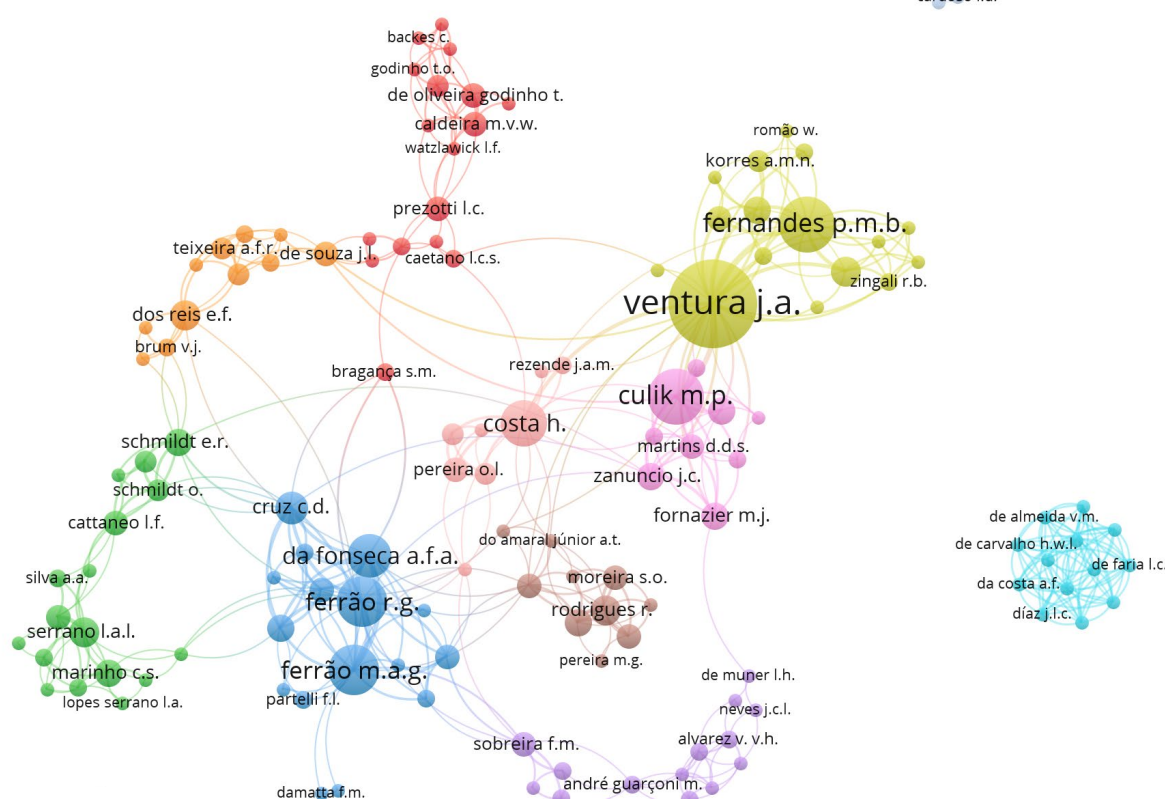 backes c.
godinho t.o.
de oliveira godinho t.
caldeira m.v.w.
watzlawick l.f.
romão w.
korres a.m.n.
prezotti l.c.
fernandes p.m.b.
teixeira a.f.r.
de souza j.l.
caetano l.c.s.
zingali r.b.
ventura j.a.
dos reis e.f.
brum v.j.
bragança s.m.
rezende j.a.m.
culik m.p.
costa h.
schmildt e.r.
martins d.d.s.
pereira o.l.
zanuncio j.c.
schmildt o.
cruz c.d.
fornazier m.j.
de almeida v.m.
cattaneo l.f.
do amaral júnior a.t.
de carvalho h.w.l.
da fonseca a.f.a.
de faria l.c.
silva a.a.
moreira s.o.
da costa a.f.
ferrão r.g.
rodrigues r.
díaz j.l.c.
serrano l.a.l.
pereira m.g.
marinho c.s.
ferrão m.a.g.
de muner l.h.
lopes serrano l.a.
partelli f.l.
neves j.c.l.
sobreira f.m.
alvarez v. v.h.
andré guarçoni m.
damatta f.m.